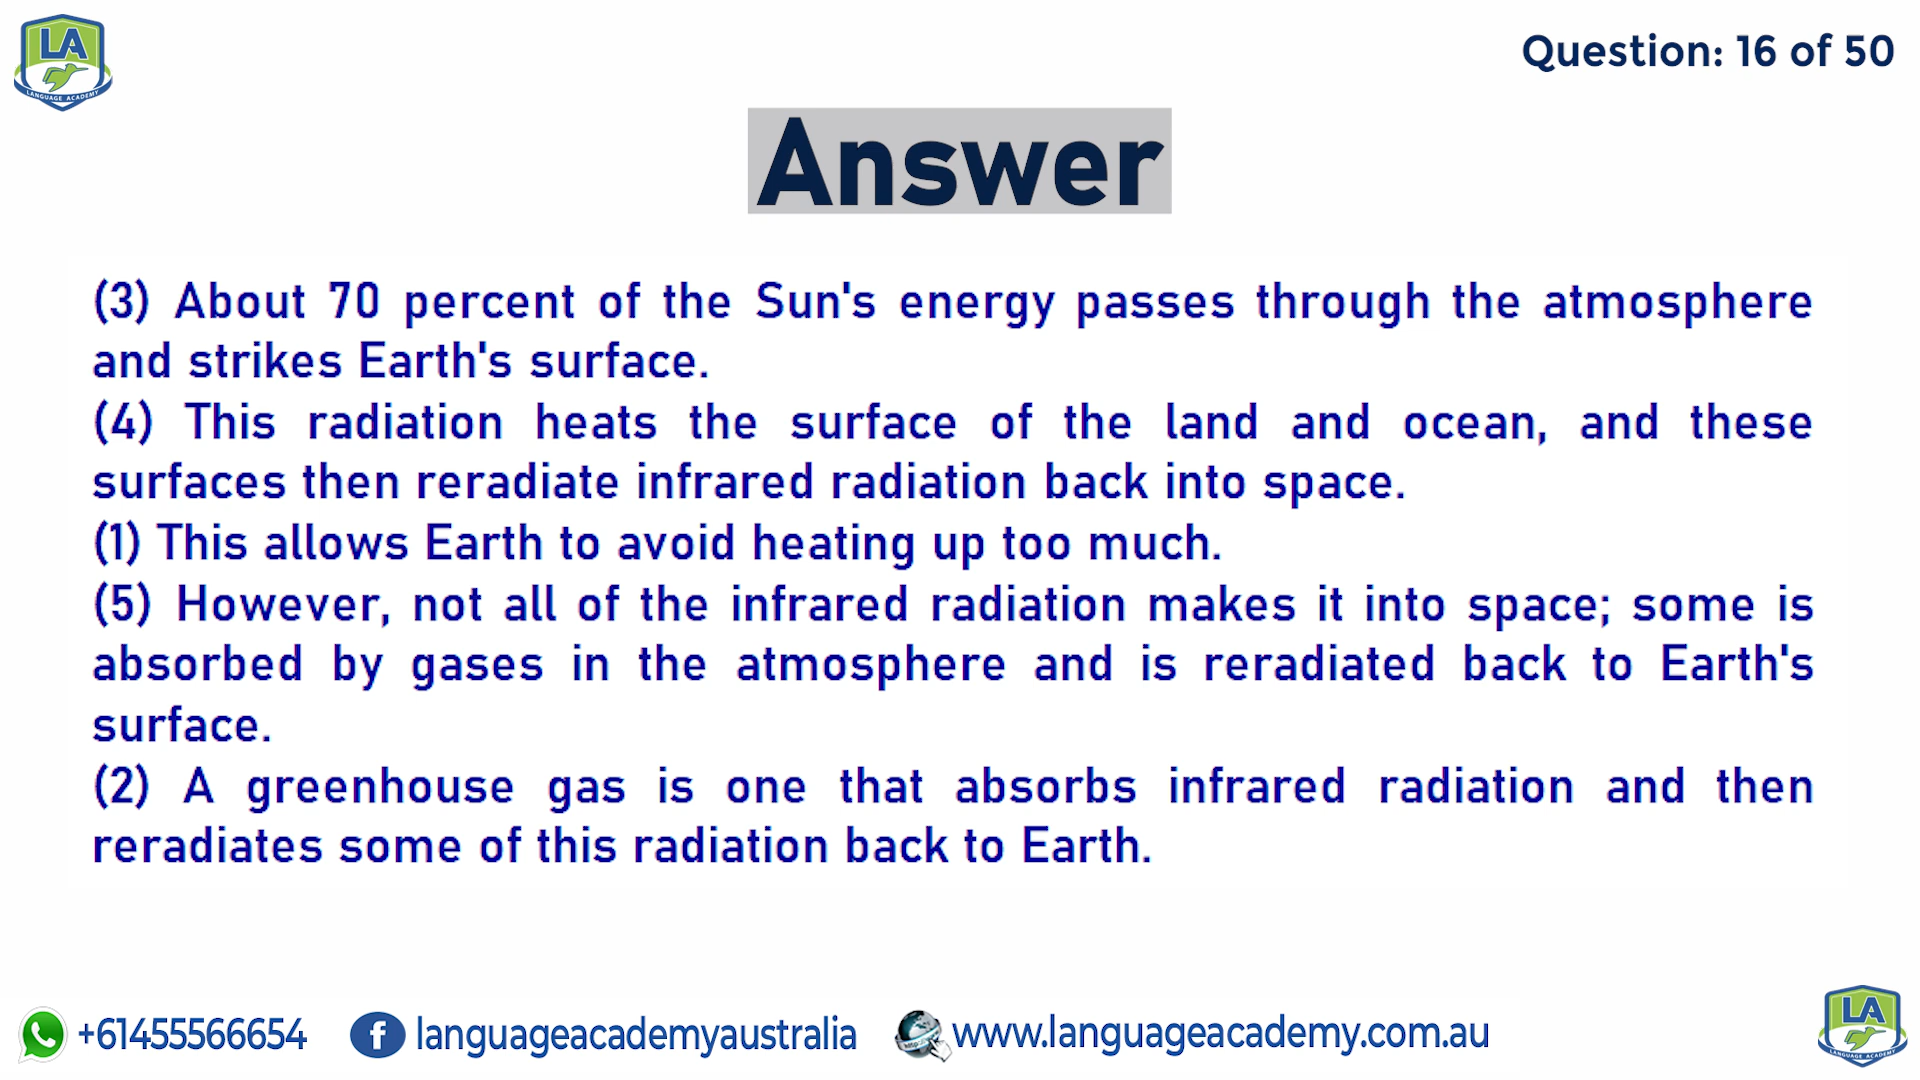 LA
LANGUAGE ACADEMY
Question: 16 of 50
Answer
(3) About 70 percent of the Sun's energy passes through the atmosphere
and strikes Earth's surface.
(4) This radiation heats the surface of the land and ocean, and these
surfaces then reradiate infrared radiation back into space.
(1) This allows Earth to avoid heating up too much.
(5) However, not all of the infrared radiation makes it into space; some is
absorbed by gases in the atmosphere and is reradiated back to Earth's
surface.
(2) A greenhouse gas is one that absorbs infrared radiation and then
reradiates some of this radiation back to Earth.
+61455566654
f languageacademyaustralia
www.languageacademy.com.au
LA
LANGUAGE ACADEMY